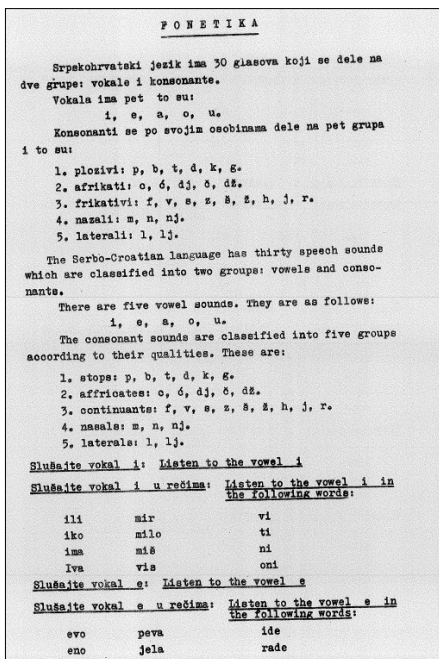 F O N E T I K A
Srpskohrvatski jezik ima 30 glasova koji se dele na
dve grupe: vokale i konsonante.
Vokala ima pet to su:
i, e, a, o, u.
Konsonanti se po svojim osobinama dele na pet grupa
i to su:
1. plozivi: p, b, t, d, k, g.
2. afrikati: c, ć, dj, č, dž.
3. frikativi: f, v, s, z, š, ž, h, j, r.
4. nazali: m, n, nj.
5. laterali: l, lj.
The Serbo-Croatian language has thirty speech sounds
which are classified into two groups: vowels and conso-
nants.
There are five vowel sounds. They are as follows:
i, e, a, o, u.
The consonant sounds are classified into five groups
according to their qualities. These are:
1. stops: p, b, t, d, k, g.
2. affricates: c, ć, dj, č, dž.
3. continuants: f, v, s, z, š, ž, h, j, r.
4. nasals: m, n, nj.
5. laterals: l, lj.
Slušajte vokal i: Listen to the vowel i
Slušajte vokal i u rečima: Listen to the vowel i in
the following words:
ili mir vi
iko milo ti
ima miš ni
Iva vis oni
Slušajte vokal e: Listen to the vowel e
Slušajte vokal e u rečima: Listen to the vowel e in
the following words:
evo peva ide
eno jela rade